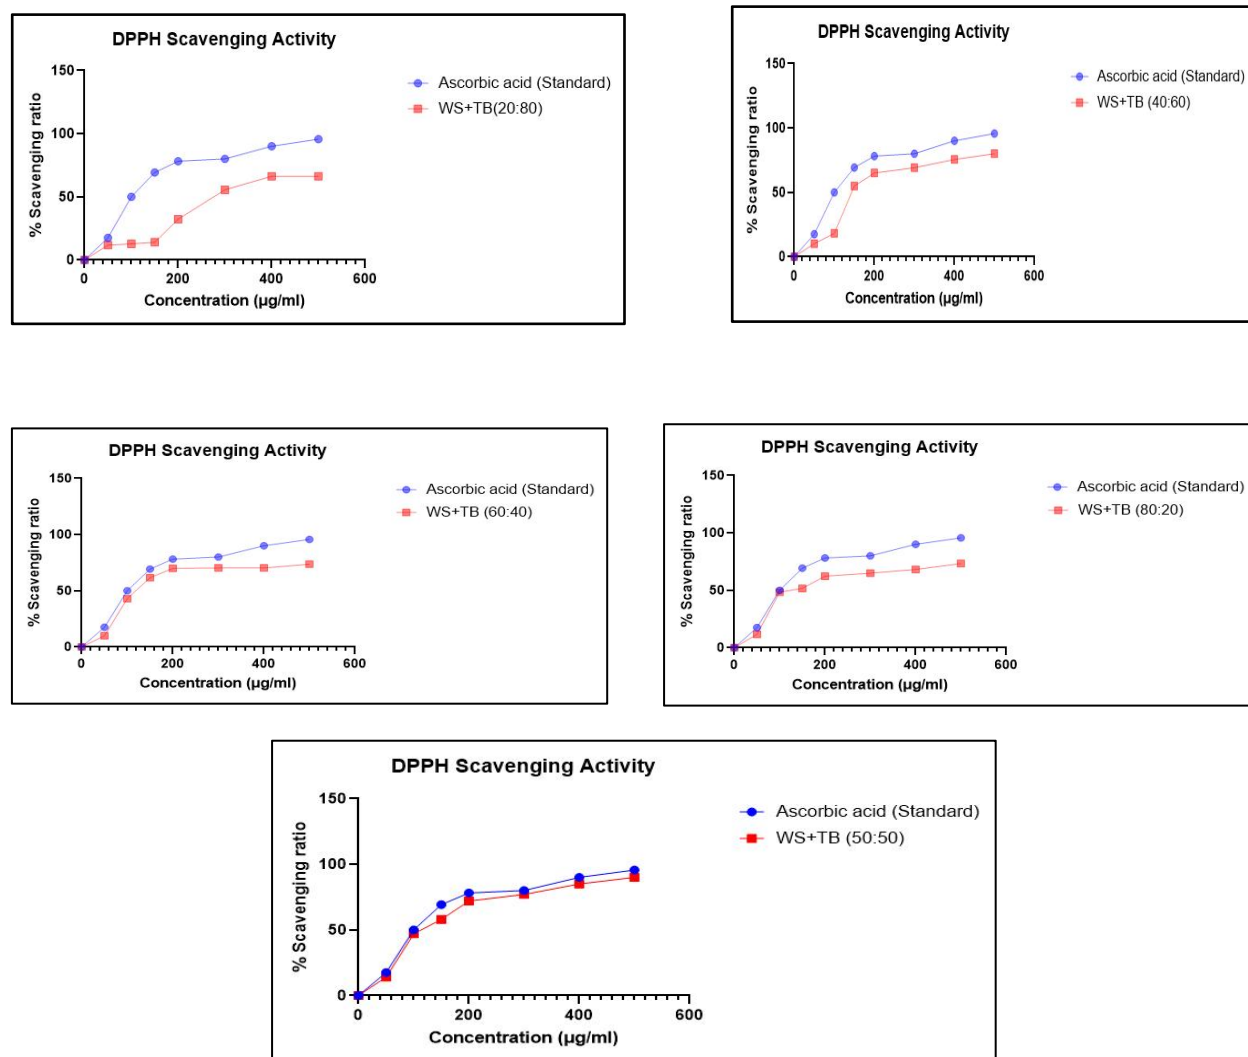 DPPH Scavenging Activity
150
100
50
0
% Scavenging ratio
0 200 400 600
Concentration (µg/ml)
Ascorbic acid (Standard)
WS+TB(20:80)
DPPH Scavenging Activity
150
100
50
0
% Scavenging ratio
0 200 400 600
Concentration (µg/ml)
Ascorbic acid (Standard)
WS+TB (40:60)
DPPH Scavenging Activity
150
100
50
0
% Scavenging ratio
0 200 400 600
Concentration (µg/ml)
Ascorbic acid (Standard)
WS+TB (60:40)
DPPH Scavenging Activity
150
100
50
0
% Scavenging ratio
0 200 400 600
Concentration (µg/ml)
Ascorbic acid (Standard)
WS+TB (80:20)
DPPH Scavenging Activity
150
100
50
0
% Scavenging ratio
0 200 400 600
Concentration (µg/ml)
Ascorbic acid (Standard)
WS+TB (50:50)